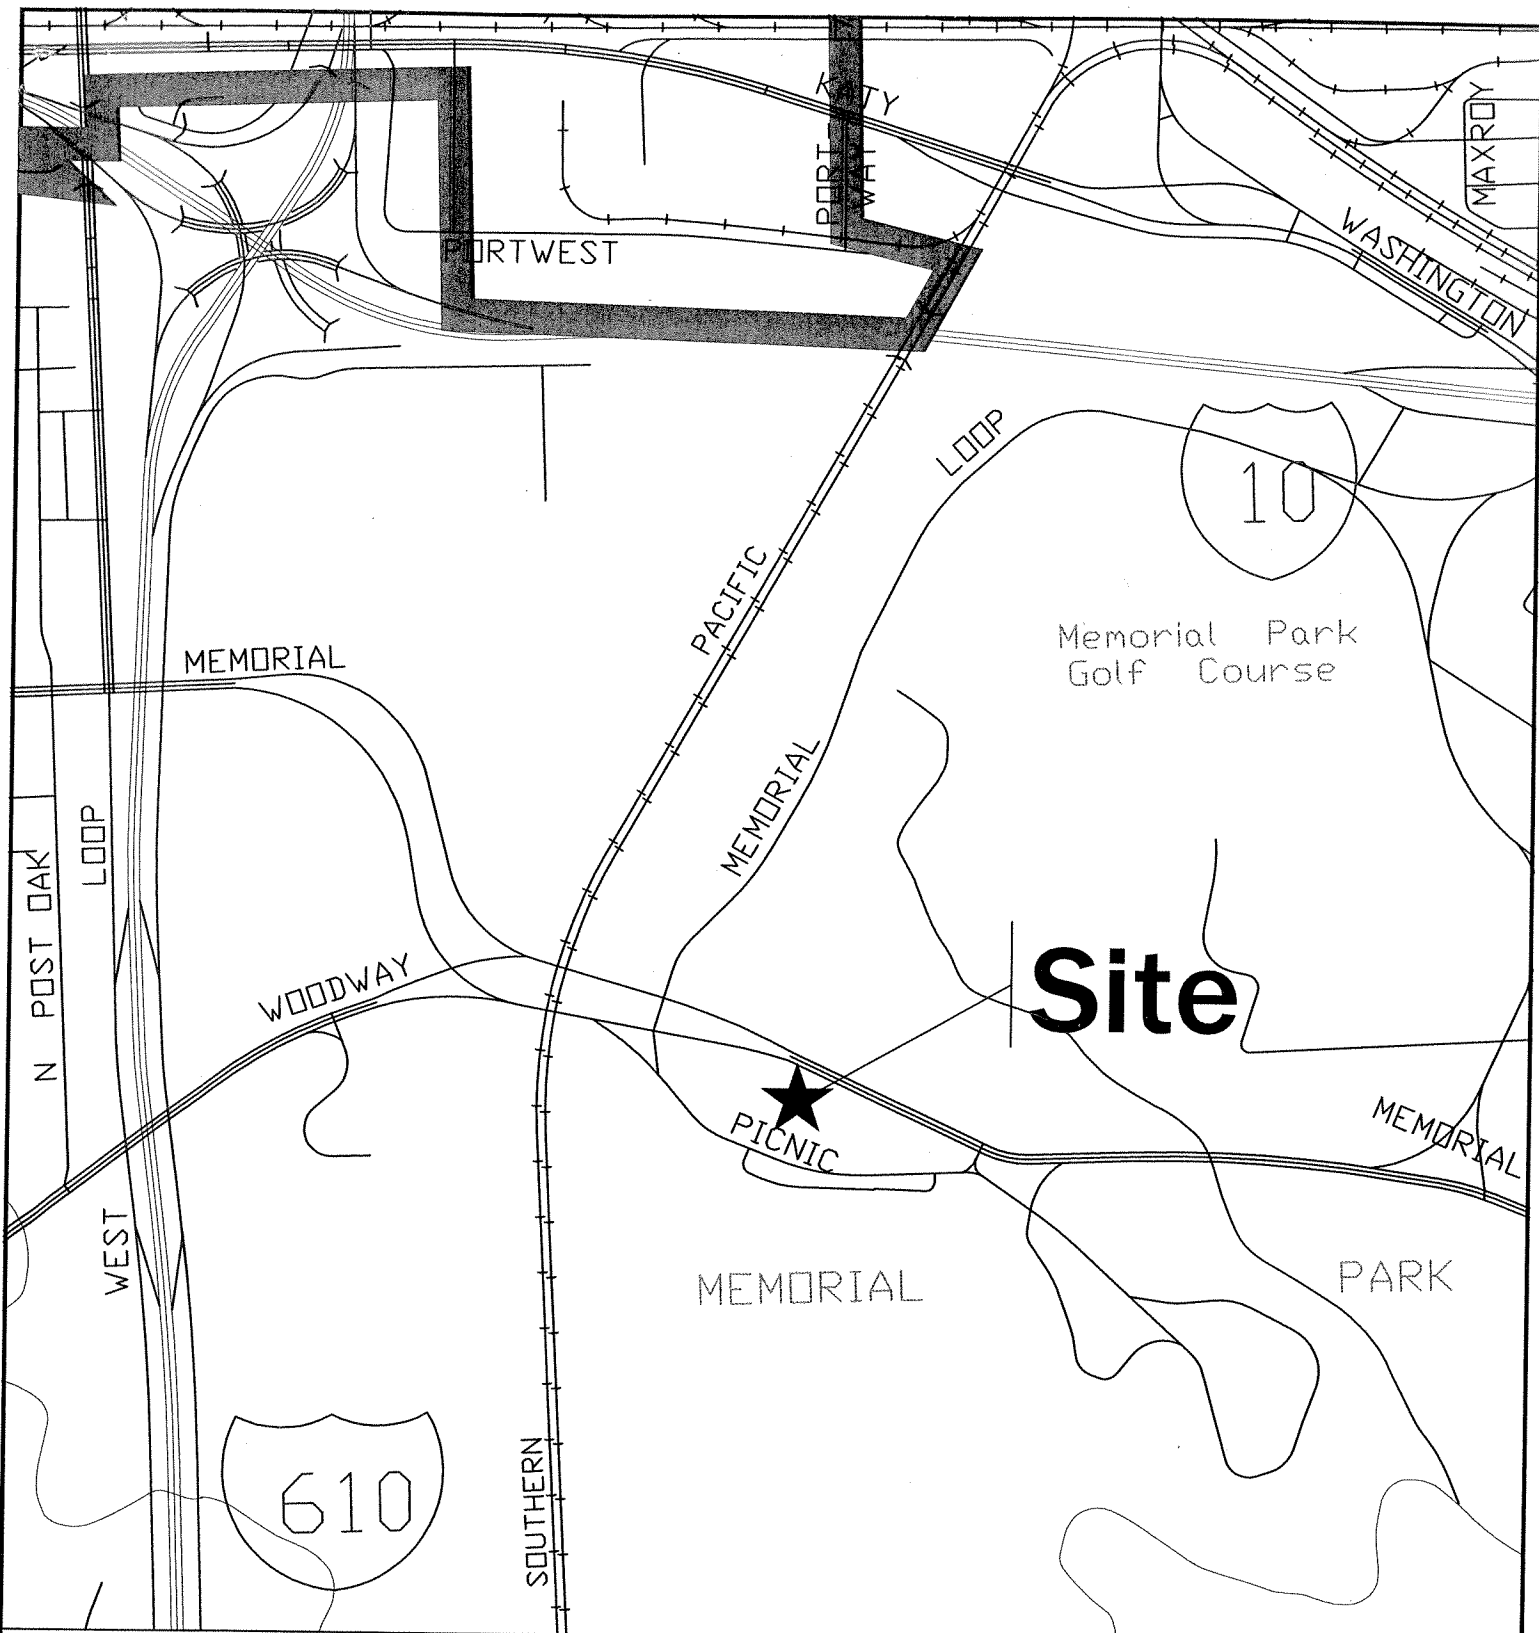 KATY
PORT
WAY
MAXROY
PORTWEST
WASHINGTON
LOOP
10
PACIFIC
Memorial Park
Golf Course
MEMORIAL
MEMORIAL
LOOP
N POST OAK
WOODWAY
Site
PICNIC
MEMORIAL
WEST
MEMORIAL PARK
610
SOUTHERN